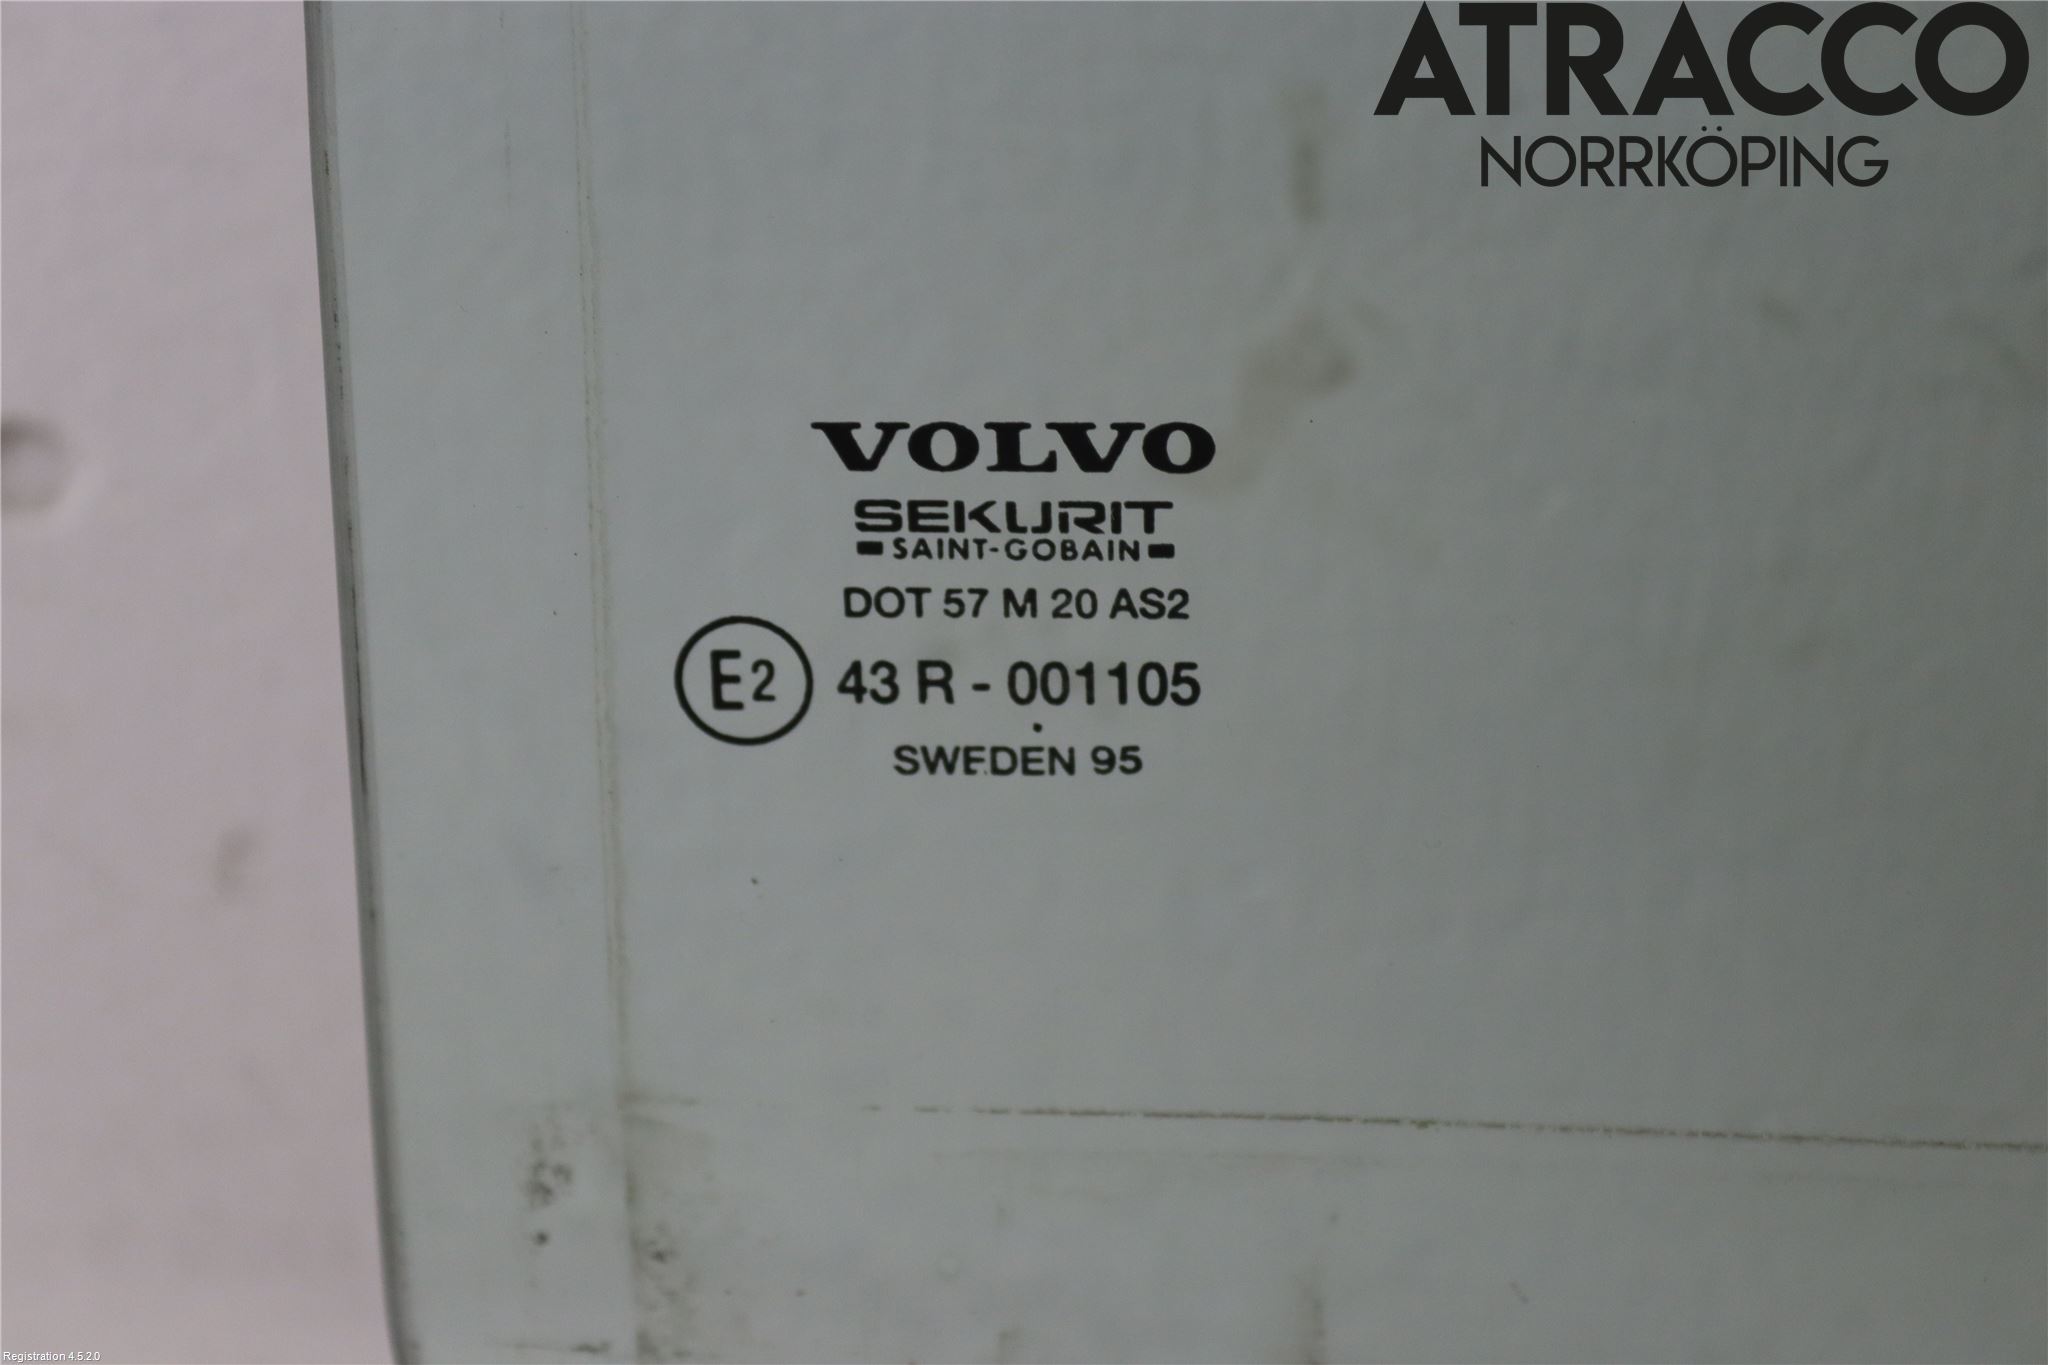 ATRACCO
NORRKÖPING
VOLVO
SEKURIT
SAINT-GOBAIN
DOT 57 M 20 AS2
E2 43 R - 001105
SWEDEN 95
Registration 4.5.2.0